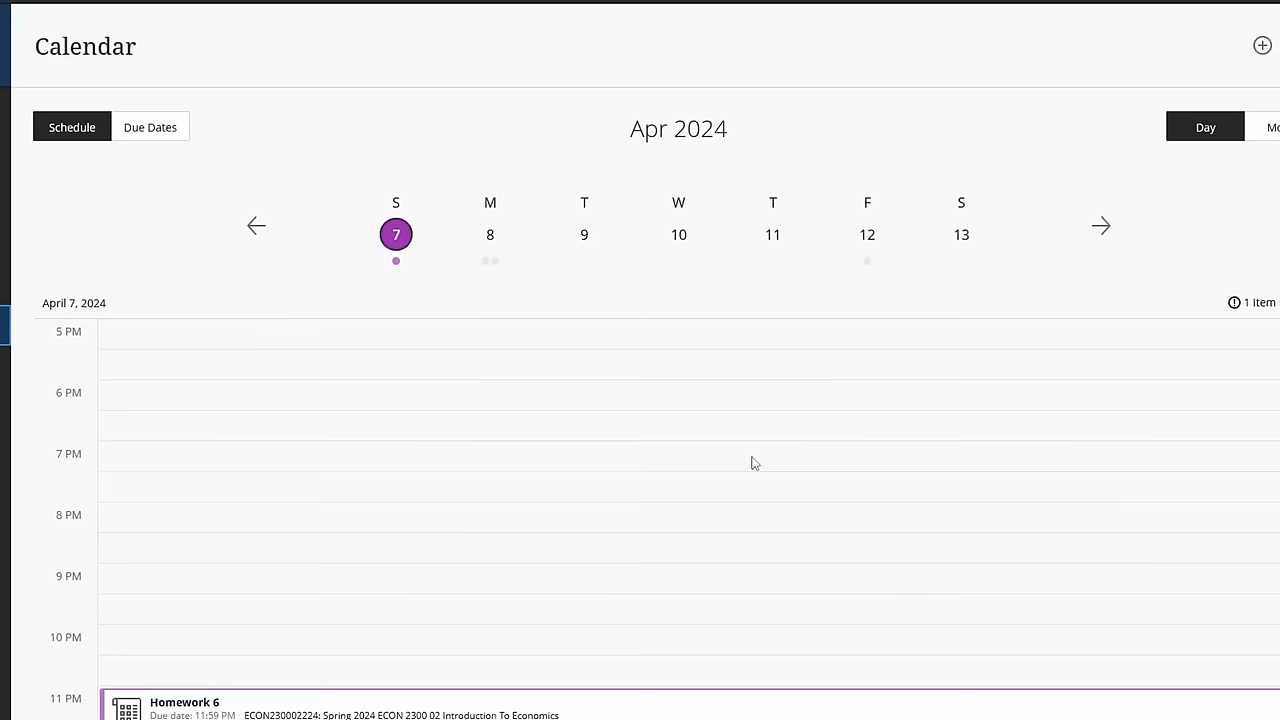 Calendar
Schedule Due Dates Apr 2024 Day
S M T W T F S
7 8 9 10 11 12 13
April 7, 2024 1 Item
5 PM
6 PM
7 PM
8 PM
9 PM
10 PM
11 PM Homework 6
Due date: 11:59 PM · ECON230002224: Spring 2024 ECON 2300 02 Introduction To Economics